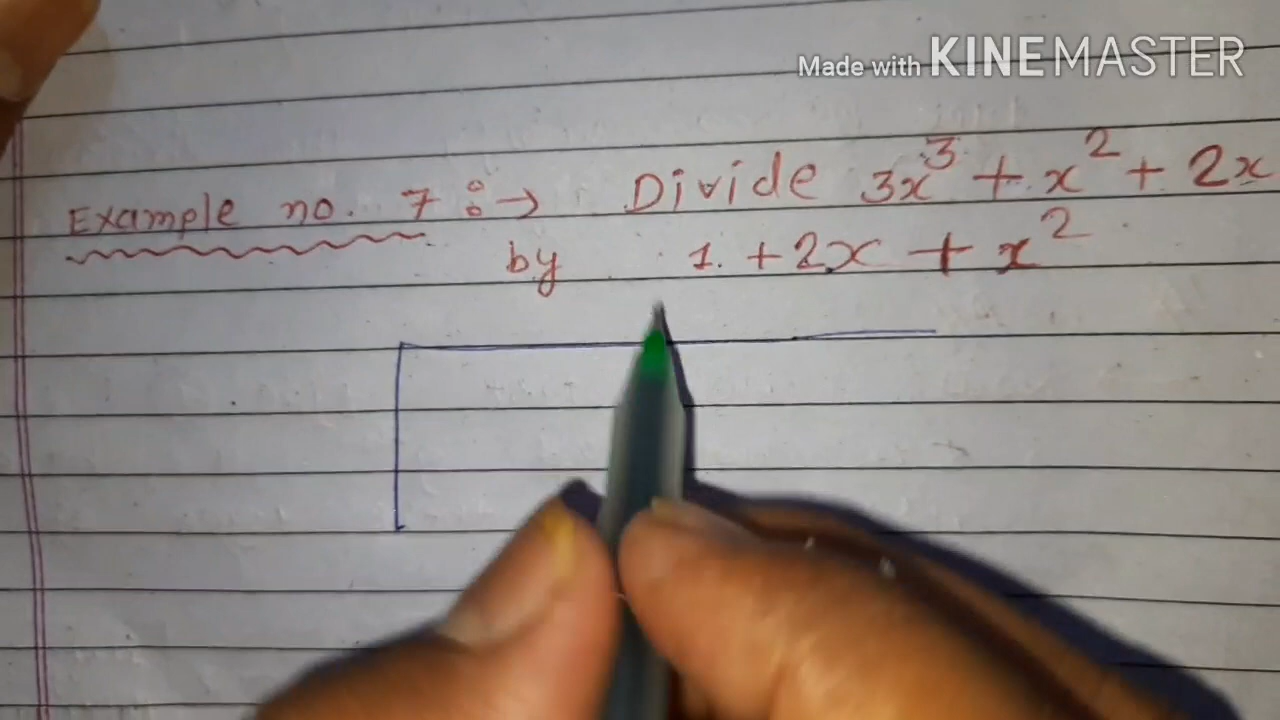 Made with KINEMASTER
Example no. 7 : → Divide 3x³ + x² + 2x
by 1 + 2x + x²